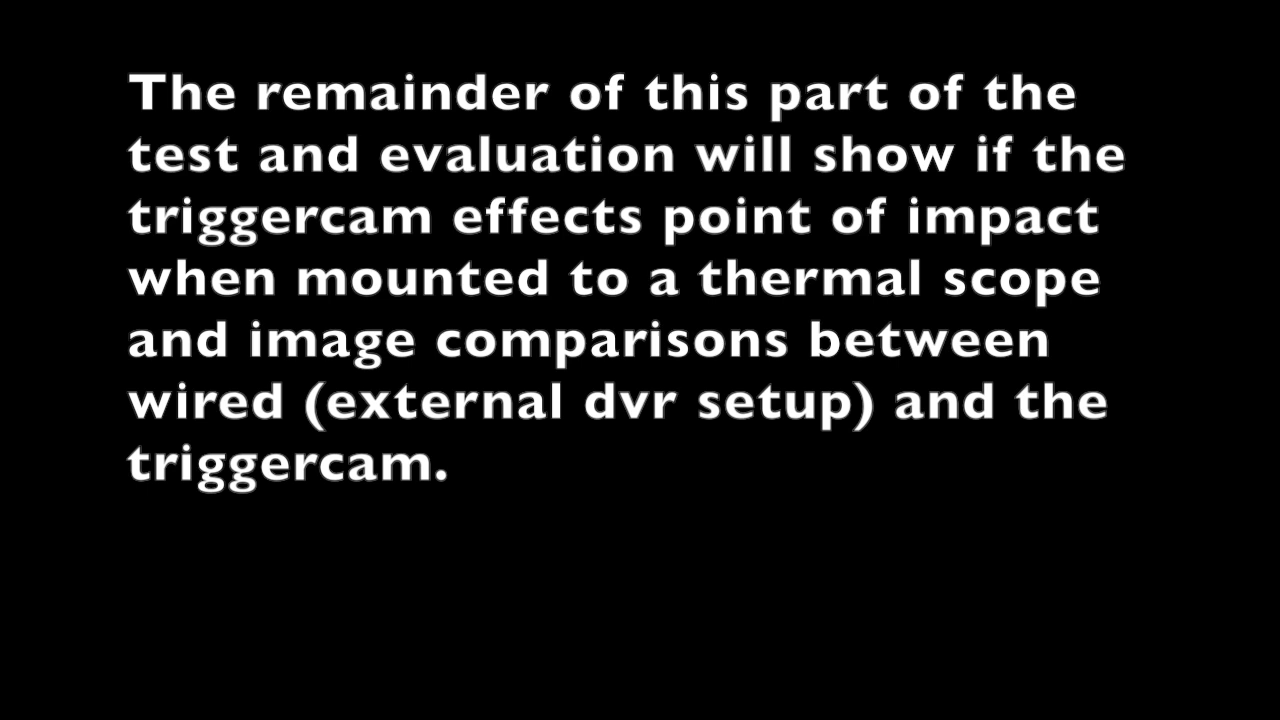 The remainder of this part of the
test and evaluation will show if the
triggercam effects point of impact
when mounted to a thermal scope
and image comparisons between
wired (external dvr setup) and the
triggercam.